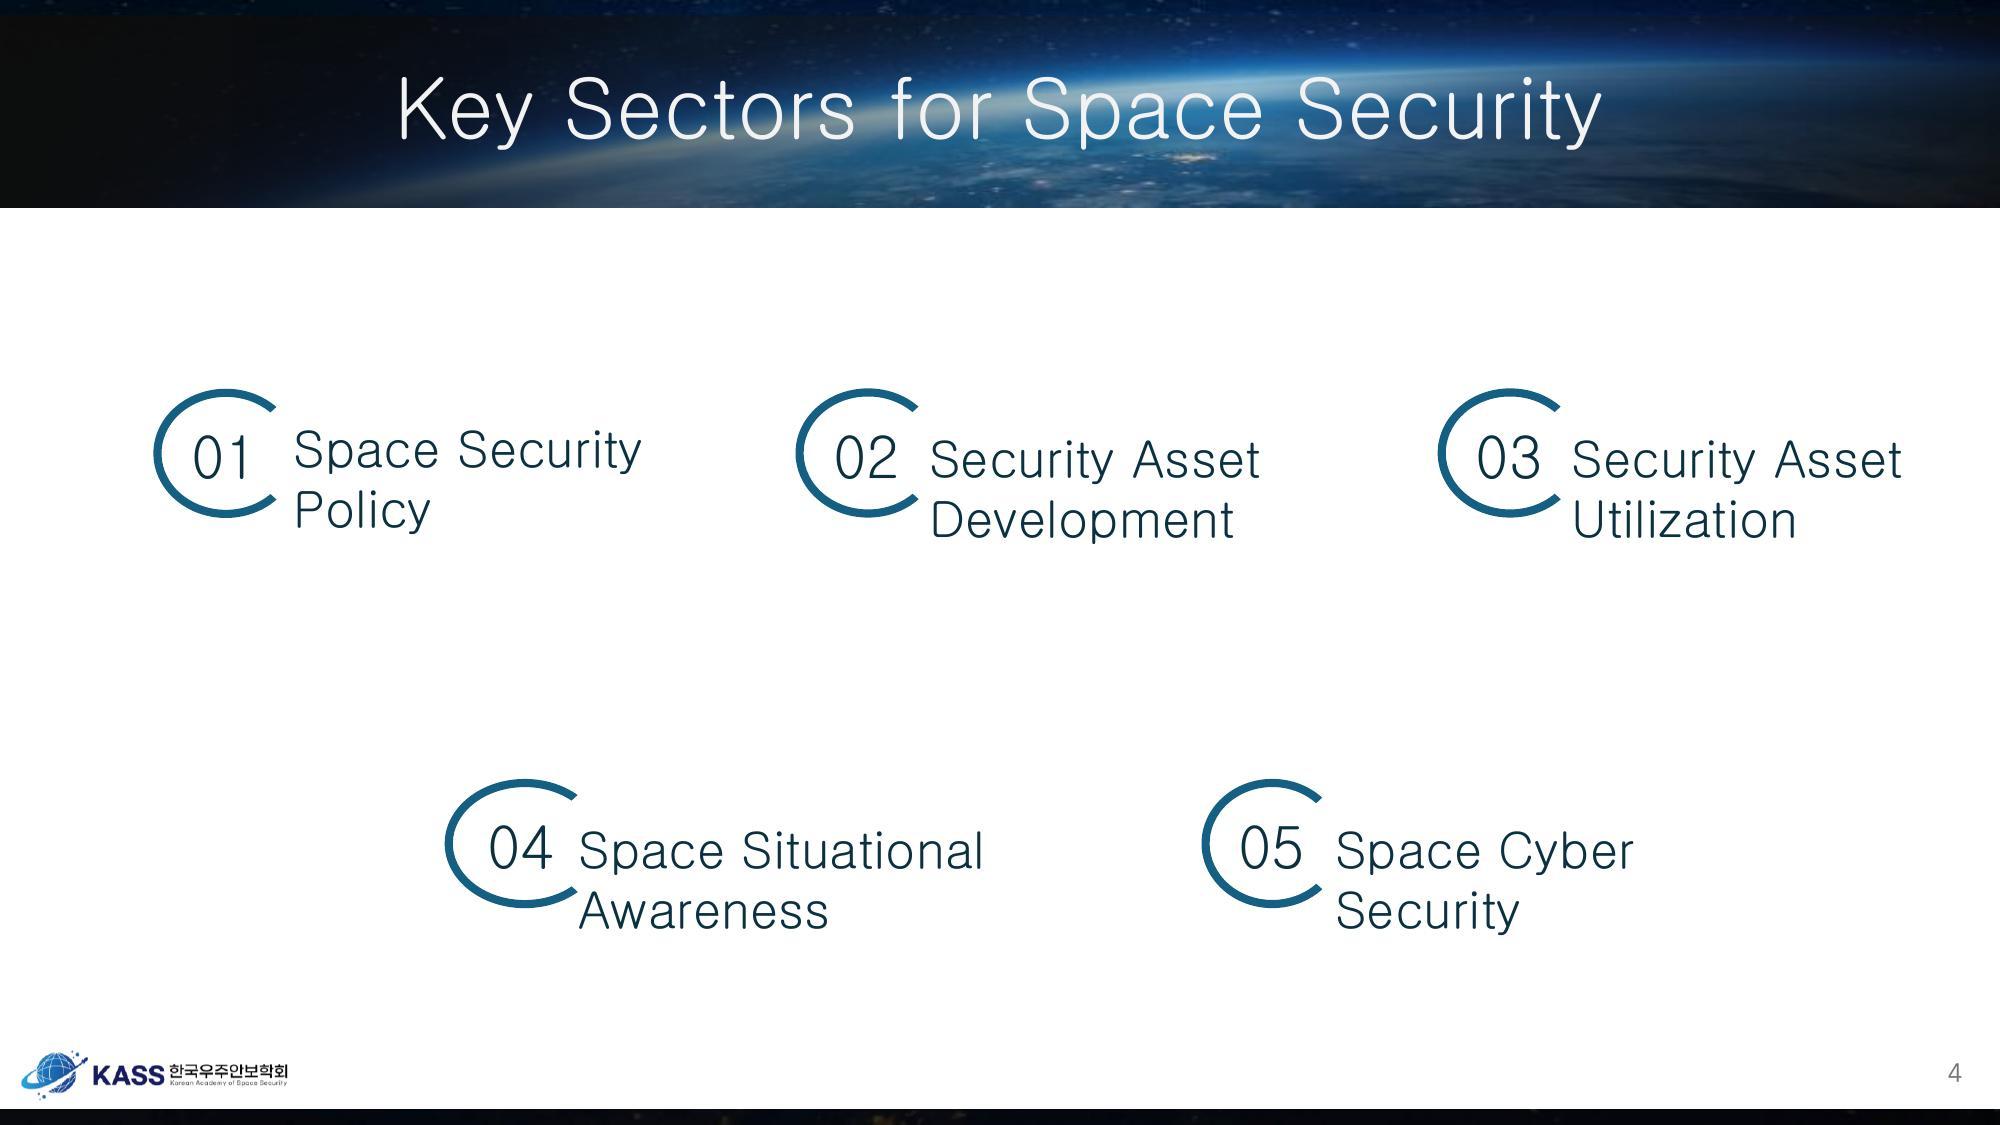 Key Sectors for Space Security
01
Space Security
Policy
02
Security Asset
Development
03
Security Asset
Utilization
04
Space Situational
Awareness
05
Space Cyber
Security
KASS 한국우주안보학회
Korean Academy of Space Security
4